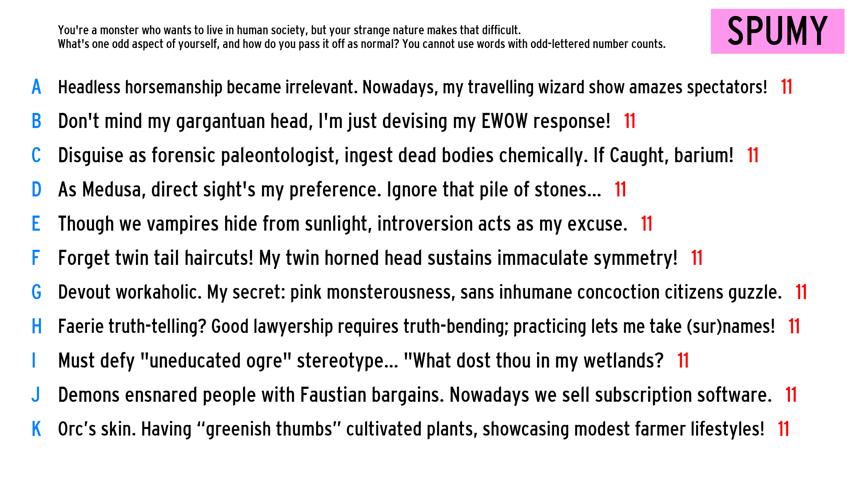 You're a monster who wants to live in human society, but your strange nature makes that difficult.
What's one odd aspect of yourself, and how do you pass it off as normal? You cannot use words with odd-lettered number counts.
SPUMY
A Headless horsemanship became irrelevant. Nowadays, my travelling wizard show amazes spectators! 11
B Don't mind my gargantuan head, I'm just devising my EWOW response! 11
C Disguise as forensic paleontologist, ingest dead bodies chemically. If Caught, barium! 11
D As Medusa, direct sight's my preference. Ignore that pile of stones... 11
E Though we vampires hide from sunlight, introversion acts as my excuse. 11
F Forget twin tail haircuts! My twin horned head sustains immaculate symmetry! 11
G Devout workaholic. My secret: pink monsterousness, sans inhumane concoction citizens guzzle. 11
H Faerie truth-telling? Good lawyership requires truth-bending; practicing lets me take (sur)names! 11
I Must defy "uneducated ogre" stereotype... "What dost thou in my wetlands? 11
J Demons ensnared people with Faustian bargains. Nowadays we sell subscription software. 11
K Orc’s skin. Having “greenish thumbs” cultivated plants, showcasing modest farmer lifestyles! 11